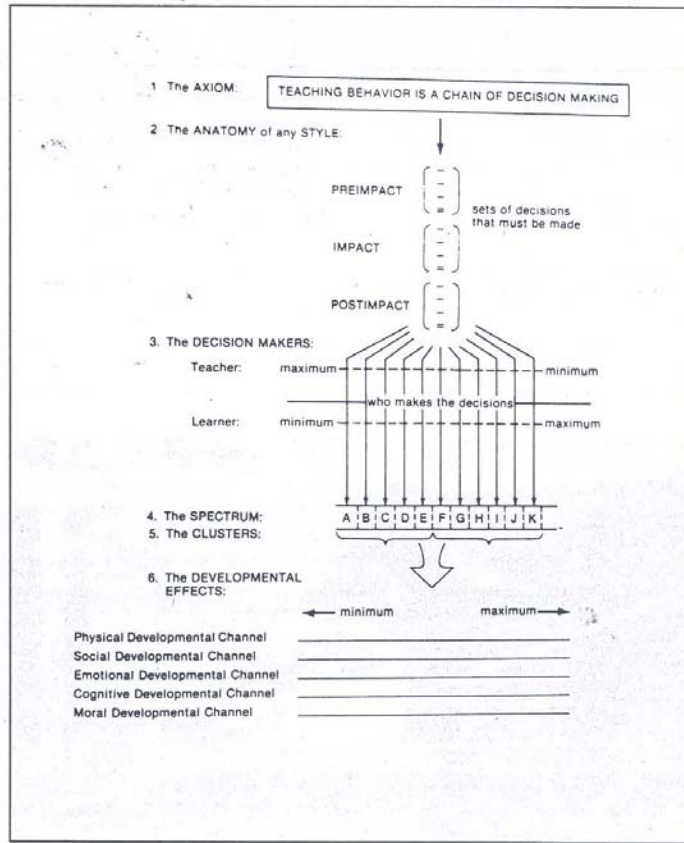 1 The AXIOM:
TEACHING BEHAVIOR IS A CHAIN OF DECISION MAKING
2 The ANATOMY of any STYLE:
PREIMPACT
sets of decisions
that must be made
IMPACT
POSTIMPACT
3. The DECISION MAKERS:
Teacher: maximum minimum
who makes the decisions
Learner: minimum maximum
4. The SPECTRUM: A B C D E F G H I J K
5. The CLUSTERS:
6. The DEVELOPMENTAL
EFFECTS:
minimum maximum
Physical Developmental Channel
Social Developmental Channel
Emotional Developmental Channel
Cognitive Developmental Channel
Moral Developmental Channel